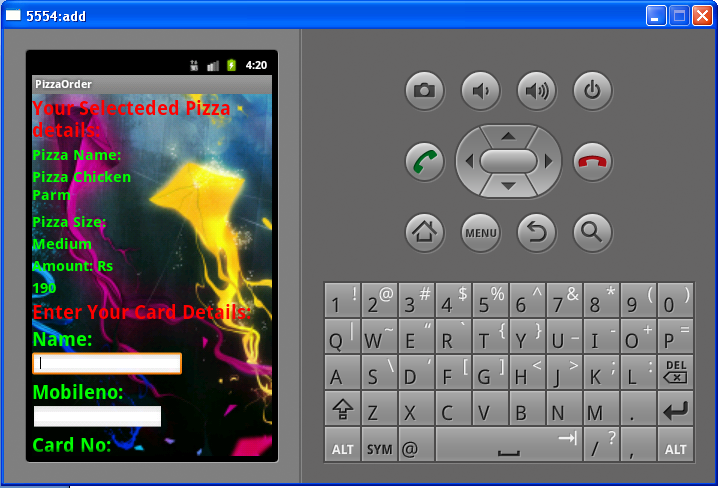 5554:add
4:20
PizzaOrder
Your Selecteded Pizza
details:
Pizza Name:
Pizza Chicken
Parm
Pizza Size:
Medium
Amount: Rs
190
Enter Your Card Details:
Name:
Mobileno:
Card No:
MENU
1 ! 2 @ 3 # 4 $ 5 % 6 ^ 7 & 8 * 9 ( 0 )
Q | W ~ E “ R ` T { Y } U _ I - O + P =
A S \ D ‘ F [ G ] H < J > K ; L : DEL
Z X C V B N M .
ALT SYM @ / ? , ALT